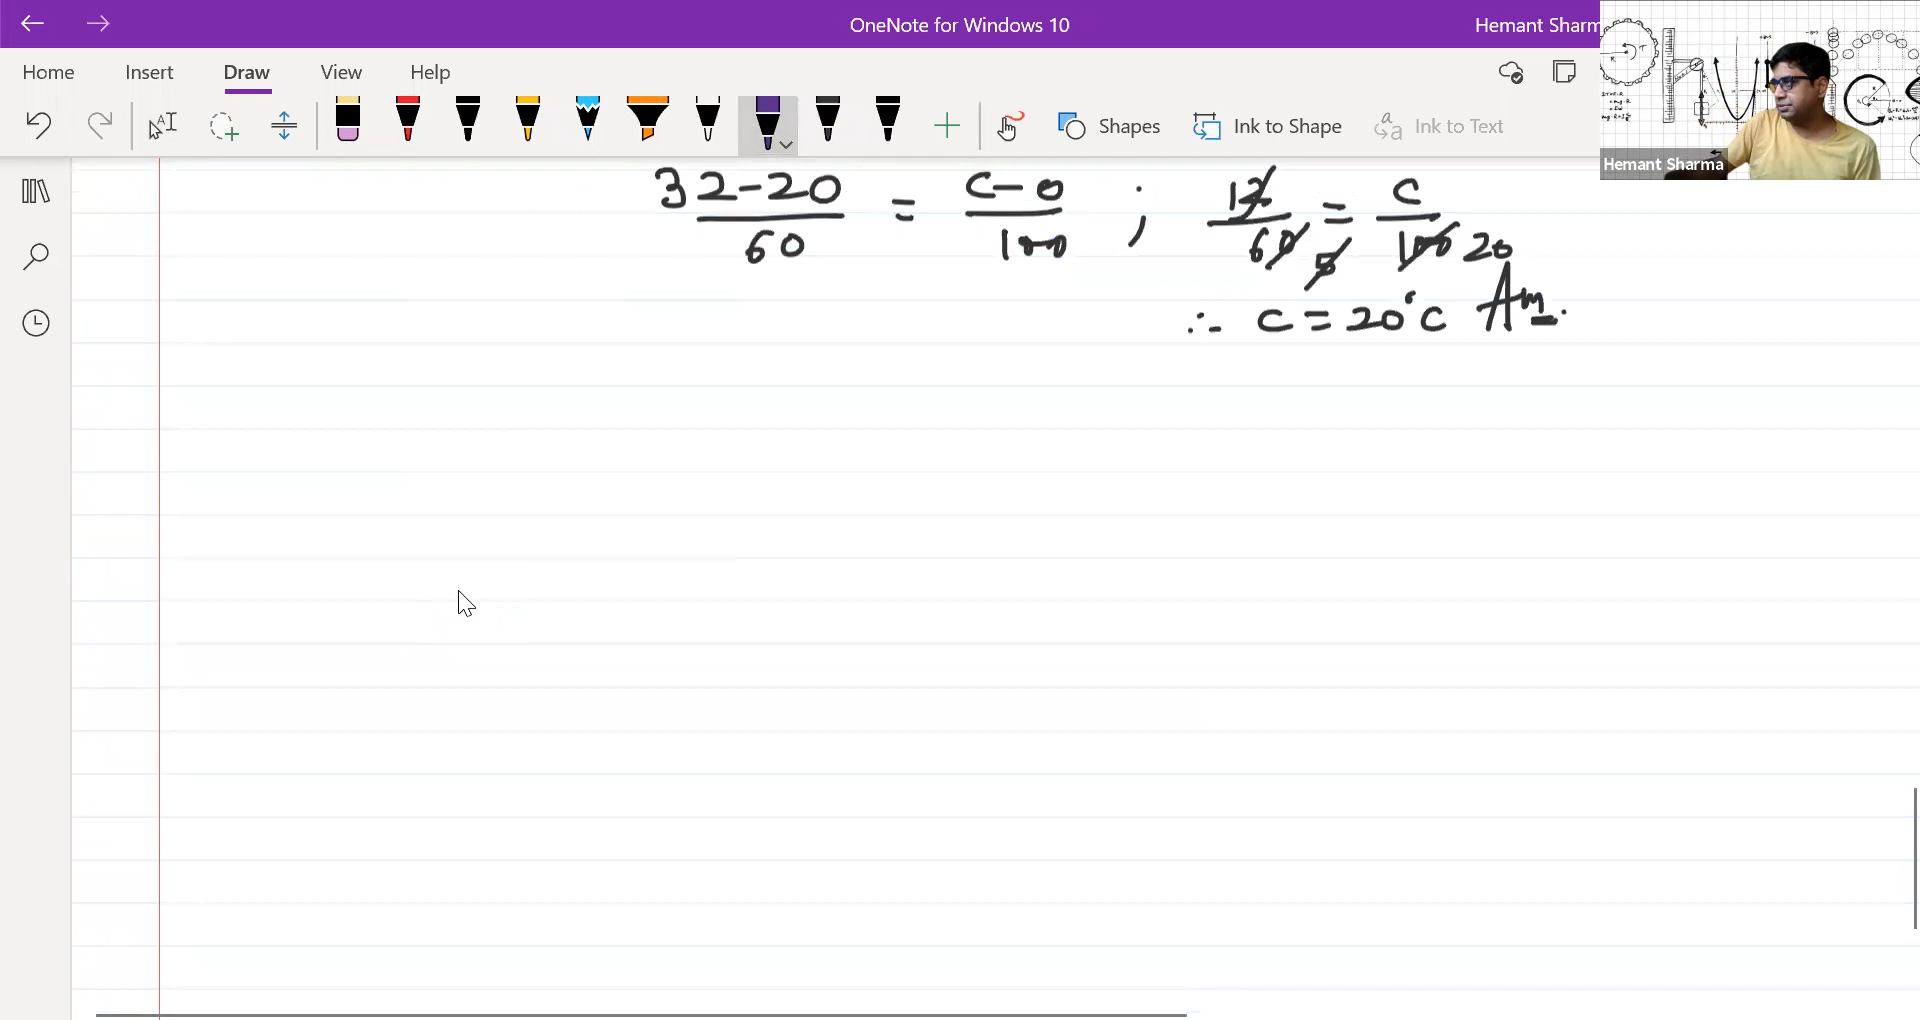 OneNote for Windows 10
Hemant Sharm
Home Insert Draw View Help
Shapes Ink to Shape Ink to Text
Hemant Sharma
32-20/60 = C-0/100 ; 12/60 = C/100 20
5
∴ C = 20°C Ans.